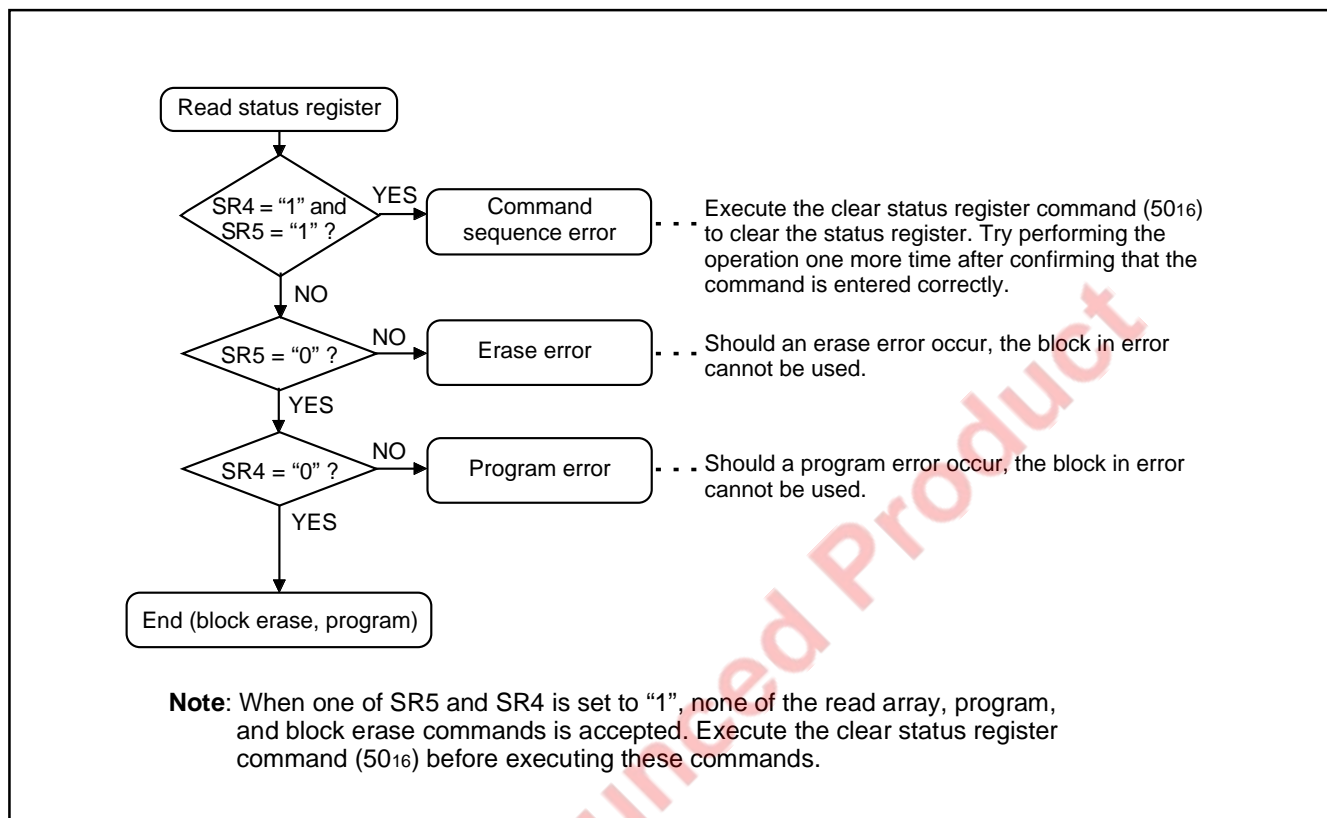 Read status register
SR4 = “1” and
SR5 = “1” ?
YES
Command
sequence error
Execute the clear status register command (5016)
to clear the status register. Try performing the
operation one more time after confirming that the
command is entered correctly.
NO
SR5 = “0” ?
NO
Erase error
Should an erase error occur, the block in error
cannot be used.
YES
SR4 = “0” ?
NO
Program error
Should a program error occur, the block in error
cannot be used.
YES
End (block erase, program)
Note: When one of SR5 and SR4 is set to “1”, none of the read array, program,
and block erase commands is accepted. Execute the clear status register
command (5016) before executing these commands.
unced Product